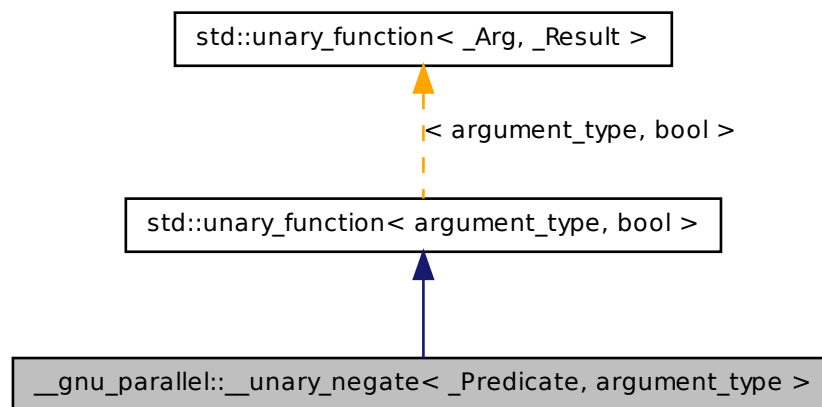 std::unary_function< _Arg, _Result >
< argument_type, bool >
std::unary_function< argument_type, bool >
__gnu_parallel::__unary_negate< _Predicate, argument_type >